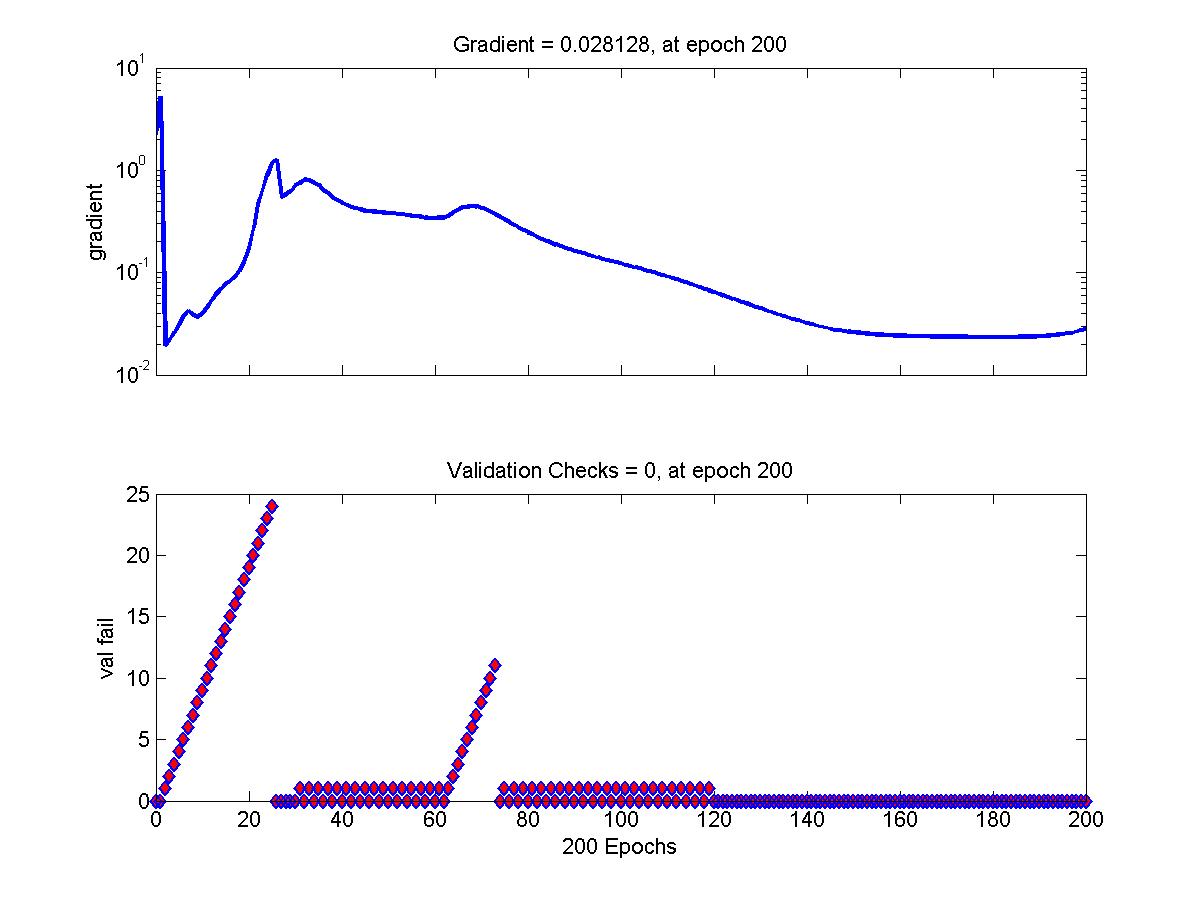 Gradient = 0.028128, at epoch 200
10^1
10^0
10^-1
10^-2
gradient
Validation Checks = 0, at epoch 200
25
20
15
10
5
0
val fail
0 20 40 60 80 100 120 140 160 180 200
200 Epochs